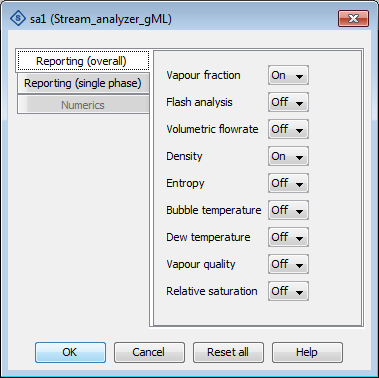 sa1 (Stream_analyzer_gML)
Reporting (overall)
Reporting (single phase)
Numerics
Vapour fraction On
Flash analysis Off
Volumetric flowrate Off
Density On
Entropy Off
Bubble temperature Off
Dew temperature Off
Vapour quality Off
Relative saturation Off
OK Cancel Reset all Help